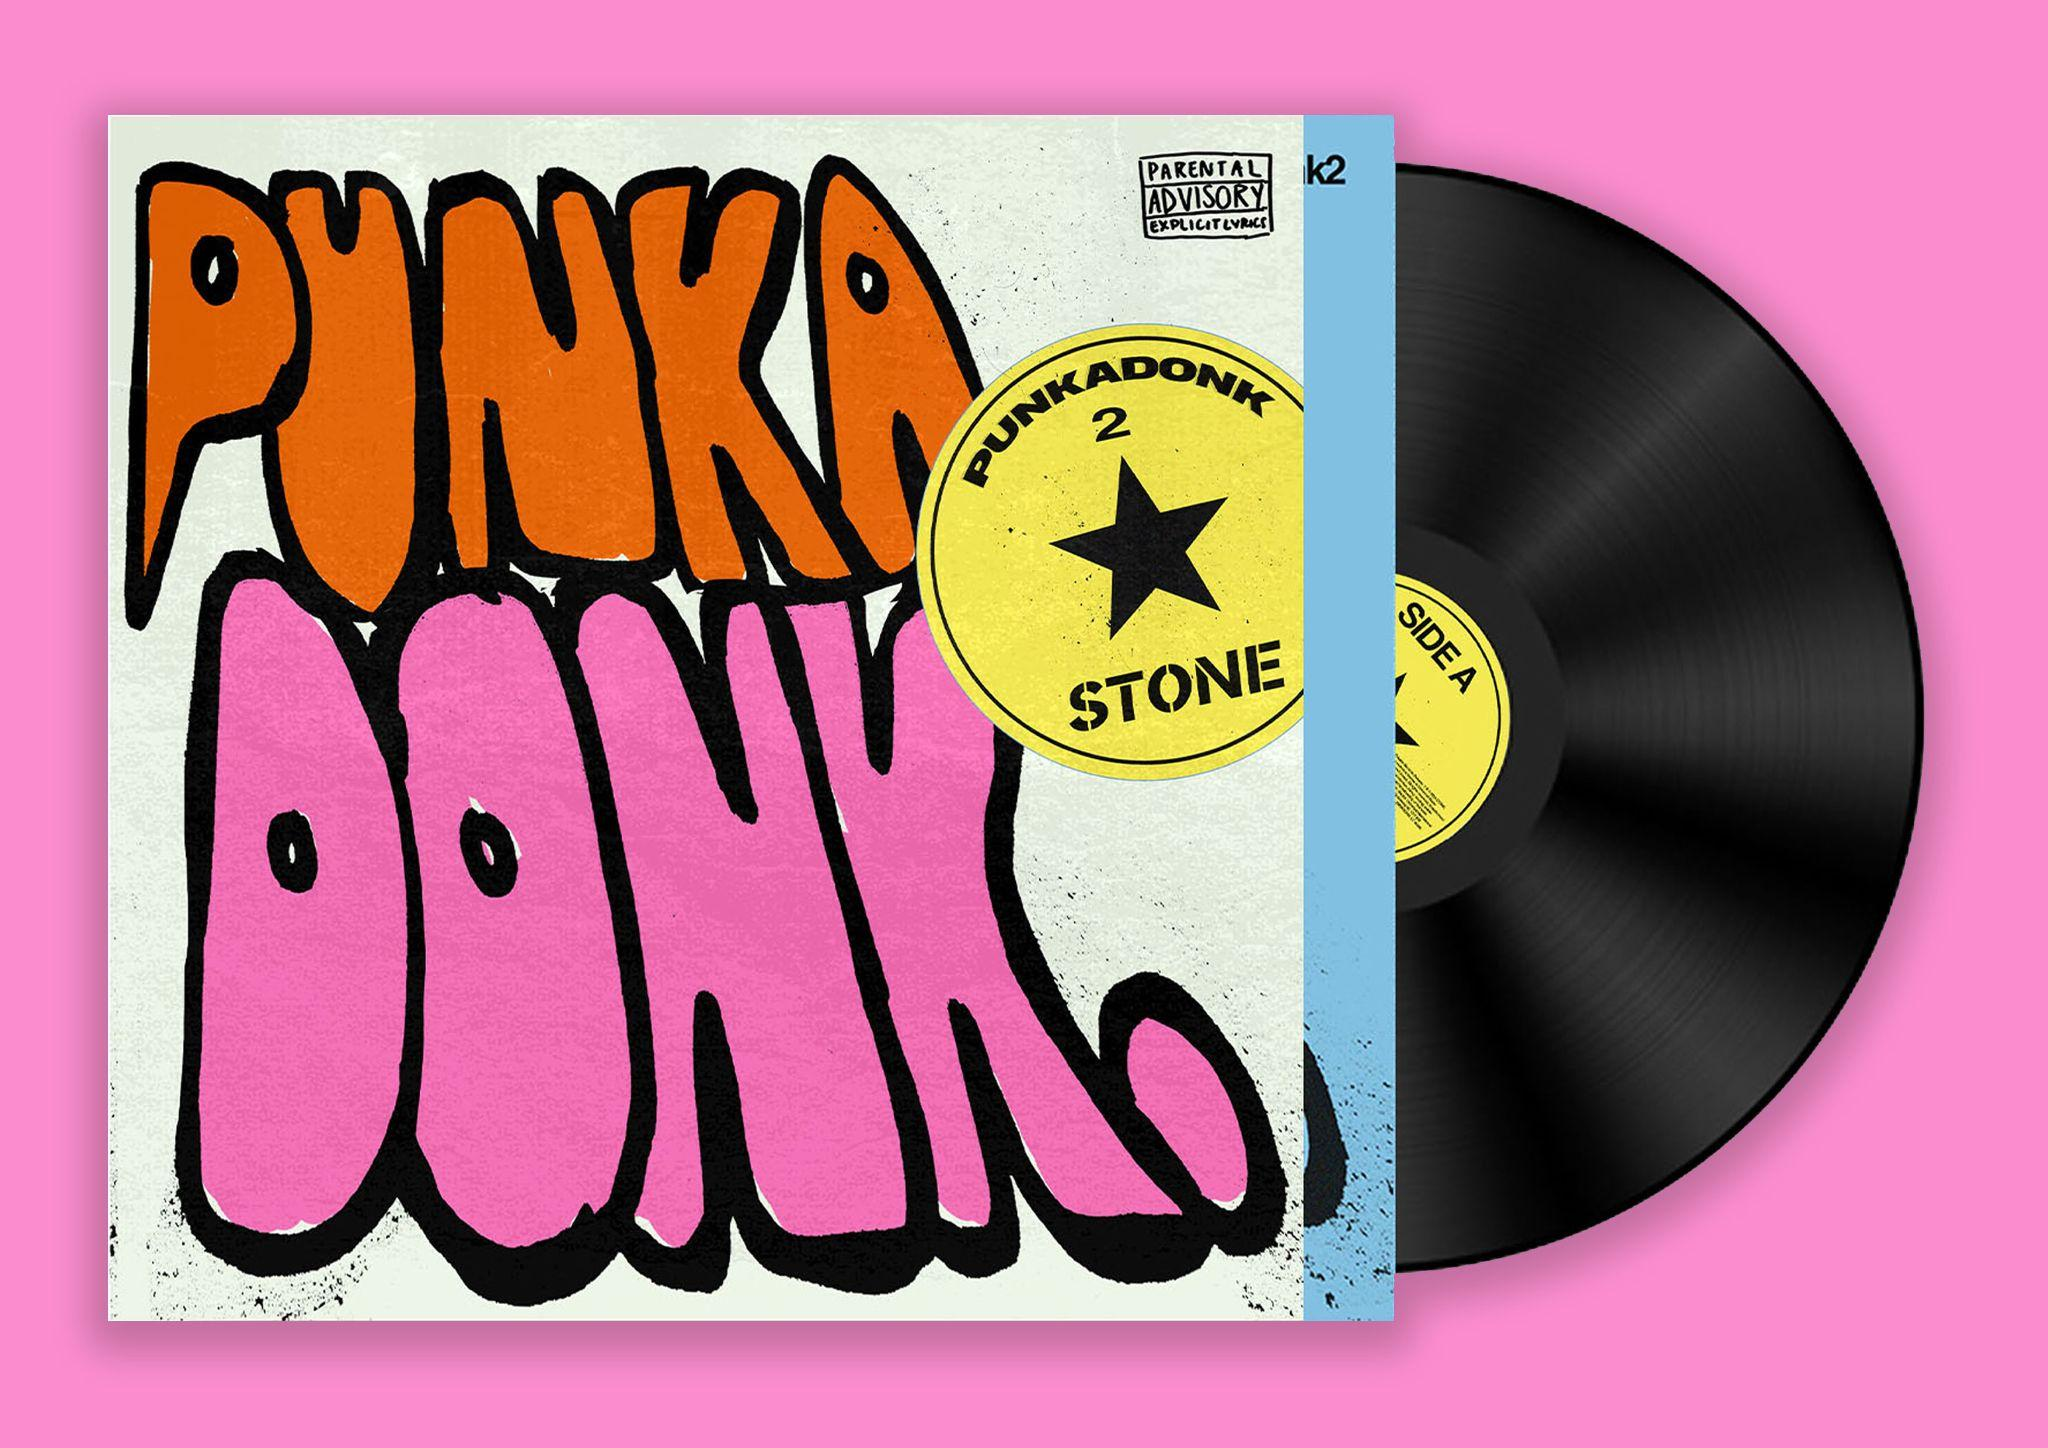 PUNKA
DONK.
PARENTAL
ADVISORY
EXPLICIT LYRICS
PUNKADONK
2
STONE
k2
SIDE A